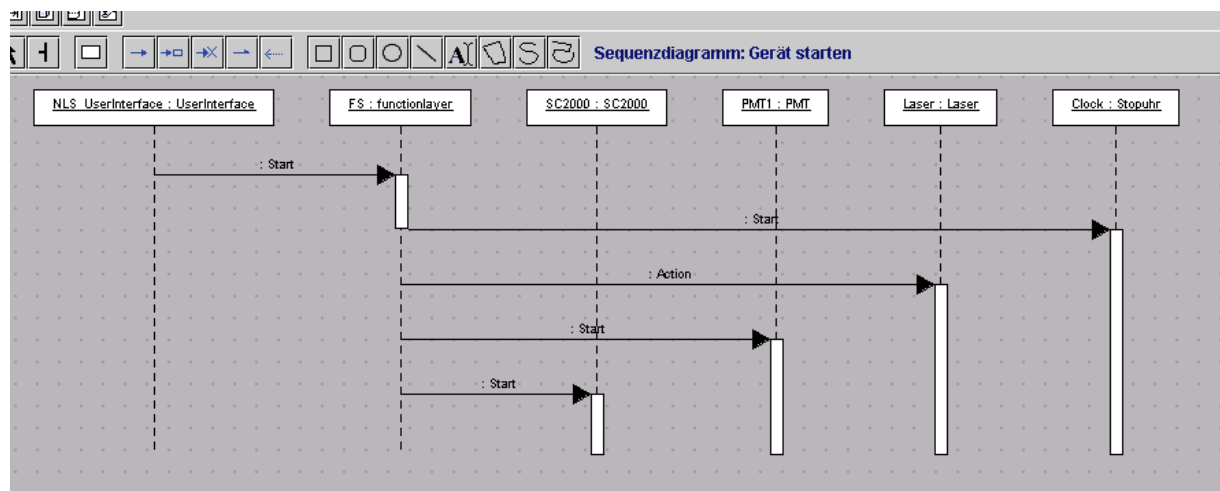 Sequenzdiagramm: Gerät starten
NLS_UserInterface : UserInterface
FS : functionlayer
SC2000 : SC2000
PMT1 : PMT
Laser : Laser
Clock : Stopuhr
: Start
: Start
: Action
: Start
: Start